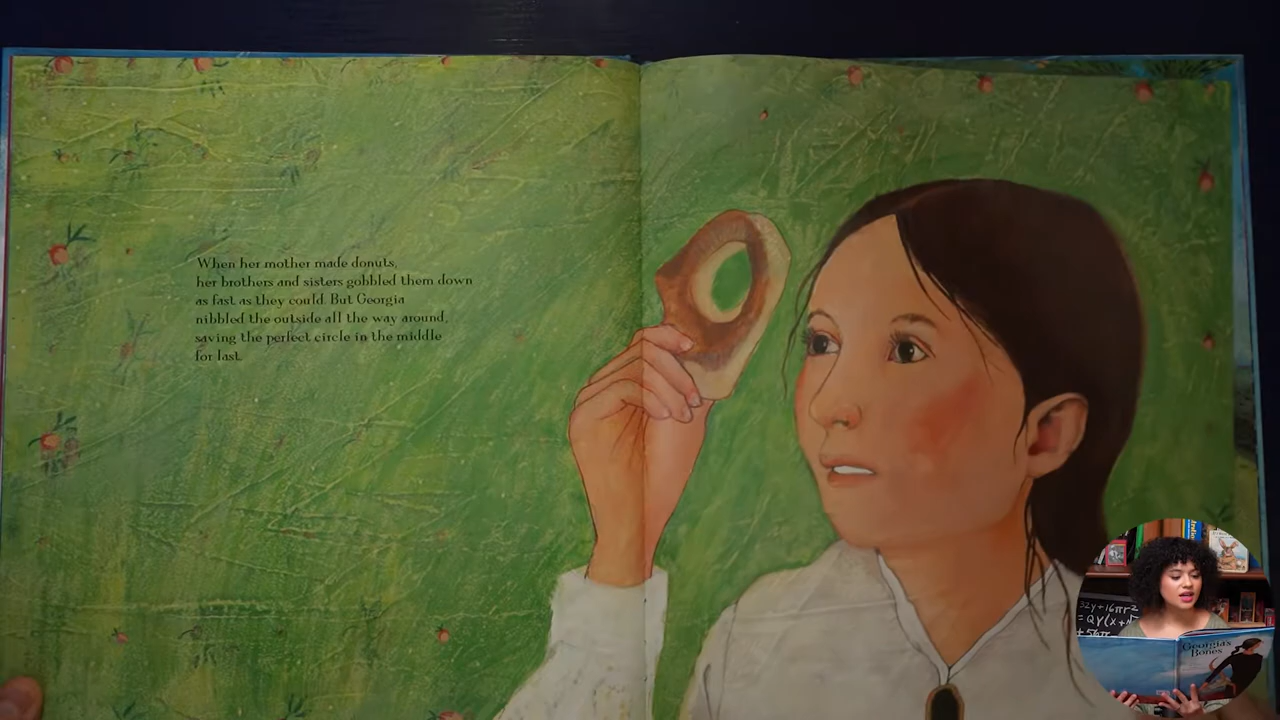 When her mother made donuts,
her brothers and sisters gobbled them down
as fast as they could. But Georgia
nibbled the outside all the way around,
saving the perfect circle in the middle
for last.
Georgia's
Bones